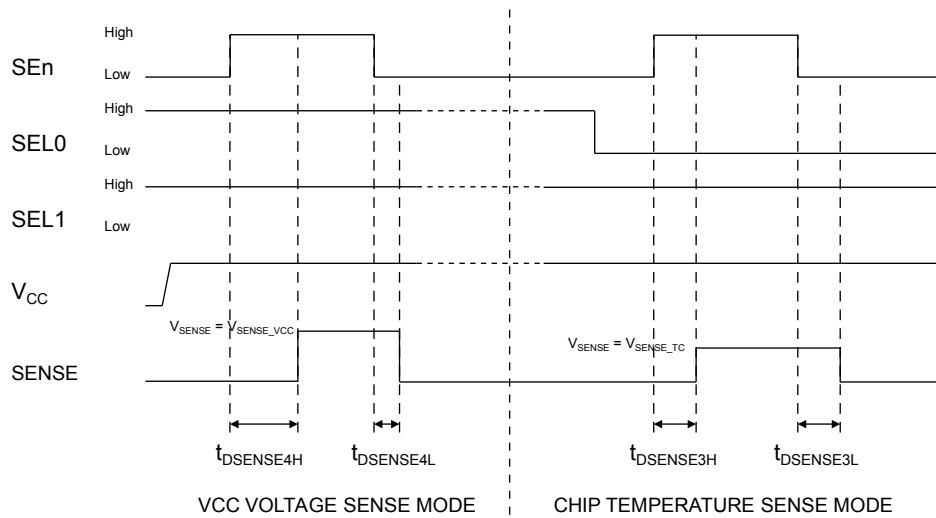 High
SEn
Low
High
SEL0
Low
High
SEL1
Low
VCC
VSENSE = VSENSE_VCC
VSENSE = VSENSE_TC
SENSE
tDSENSE4H
tDSENSE4L
tDSENSE3H
tDSENSE3L
VCC VOLTAGE SENSE MODE
CHIP TEMPERATURE SENSE MODE